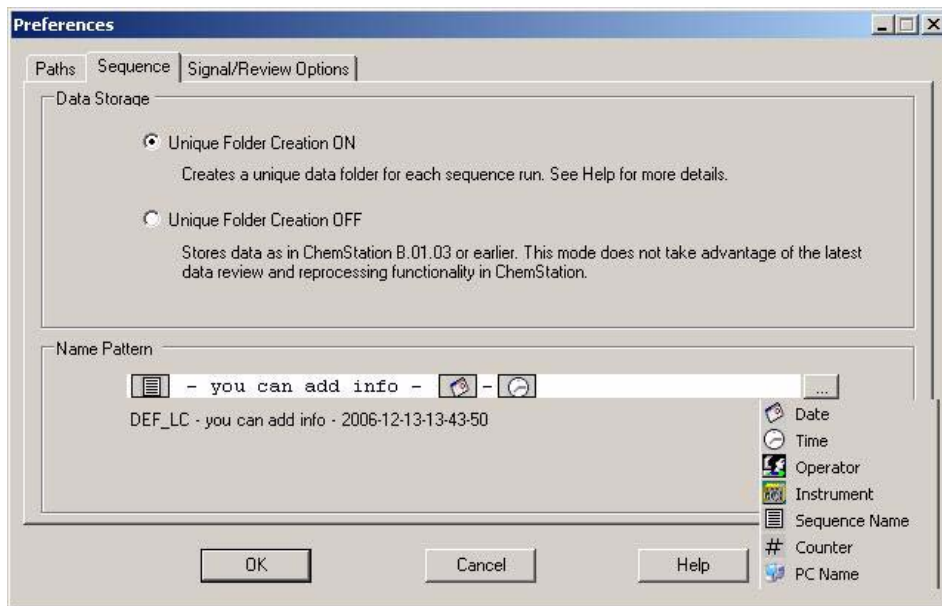 Preferences
Paths Sequence Signal/Review Options
Data Storage
Unique Folder Creation ON
Creates a unique data folder for each sequence run. See Help for more details.
Unique Folder Creation OFF
Stores data as in ChemStation B.01.03 or earlier. This mode does not take advantage of the latest
data review and reprocessing functionality in ChemStation.
Name Pattern
- you can add info - -
...
DEF_LC - you can add info - 2006-12-13-13-43-50
Date
Time
Operator
Instrument
Sequence Name
# Counter
PC Name
OK Cancel Help